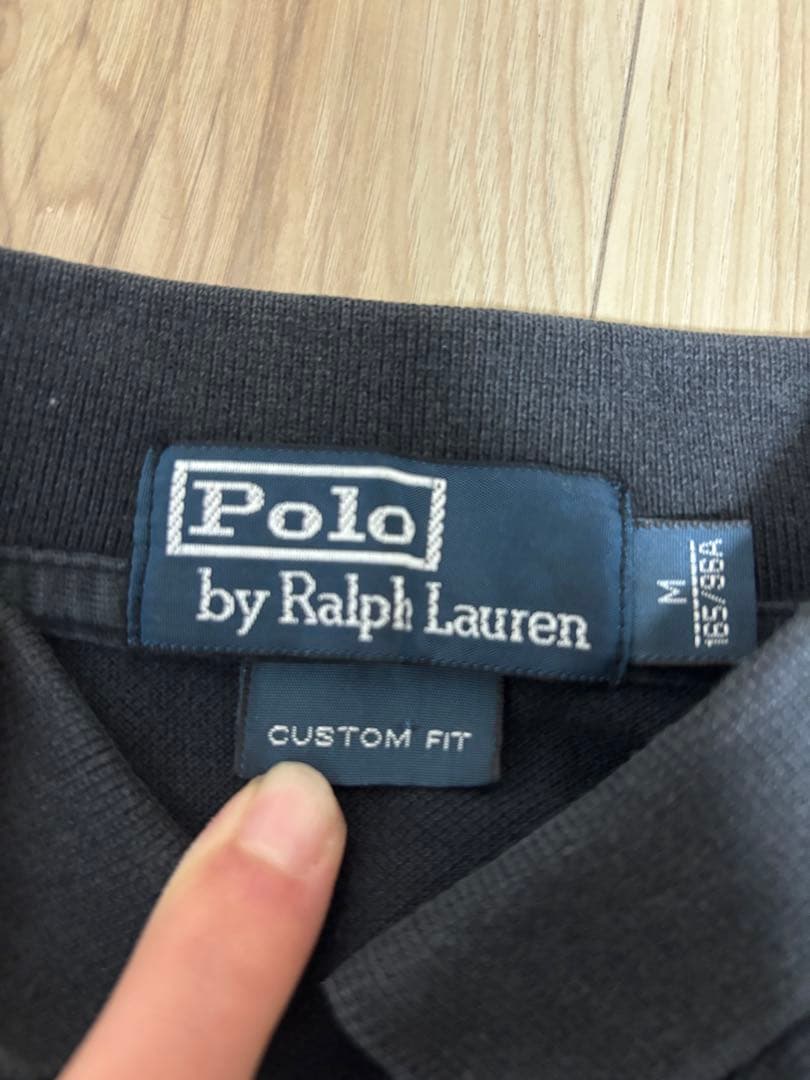 Polo
by Ralph Lauren
M
165/96A
CUSTOM FIT